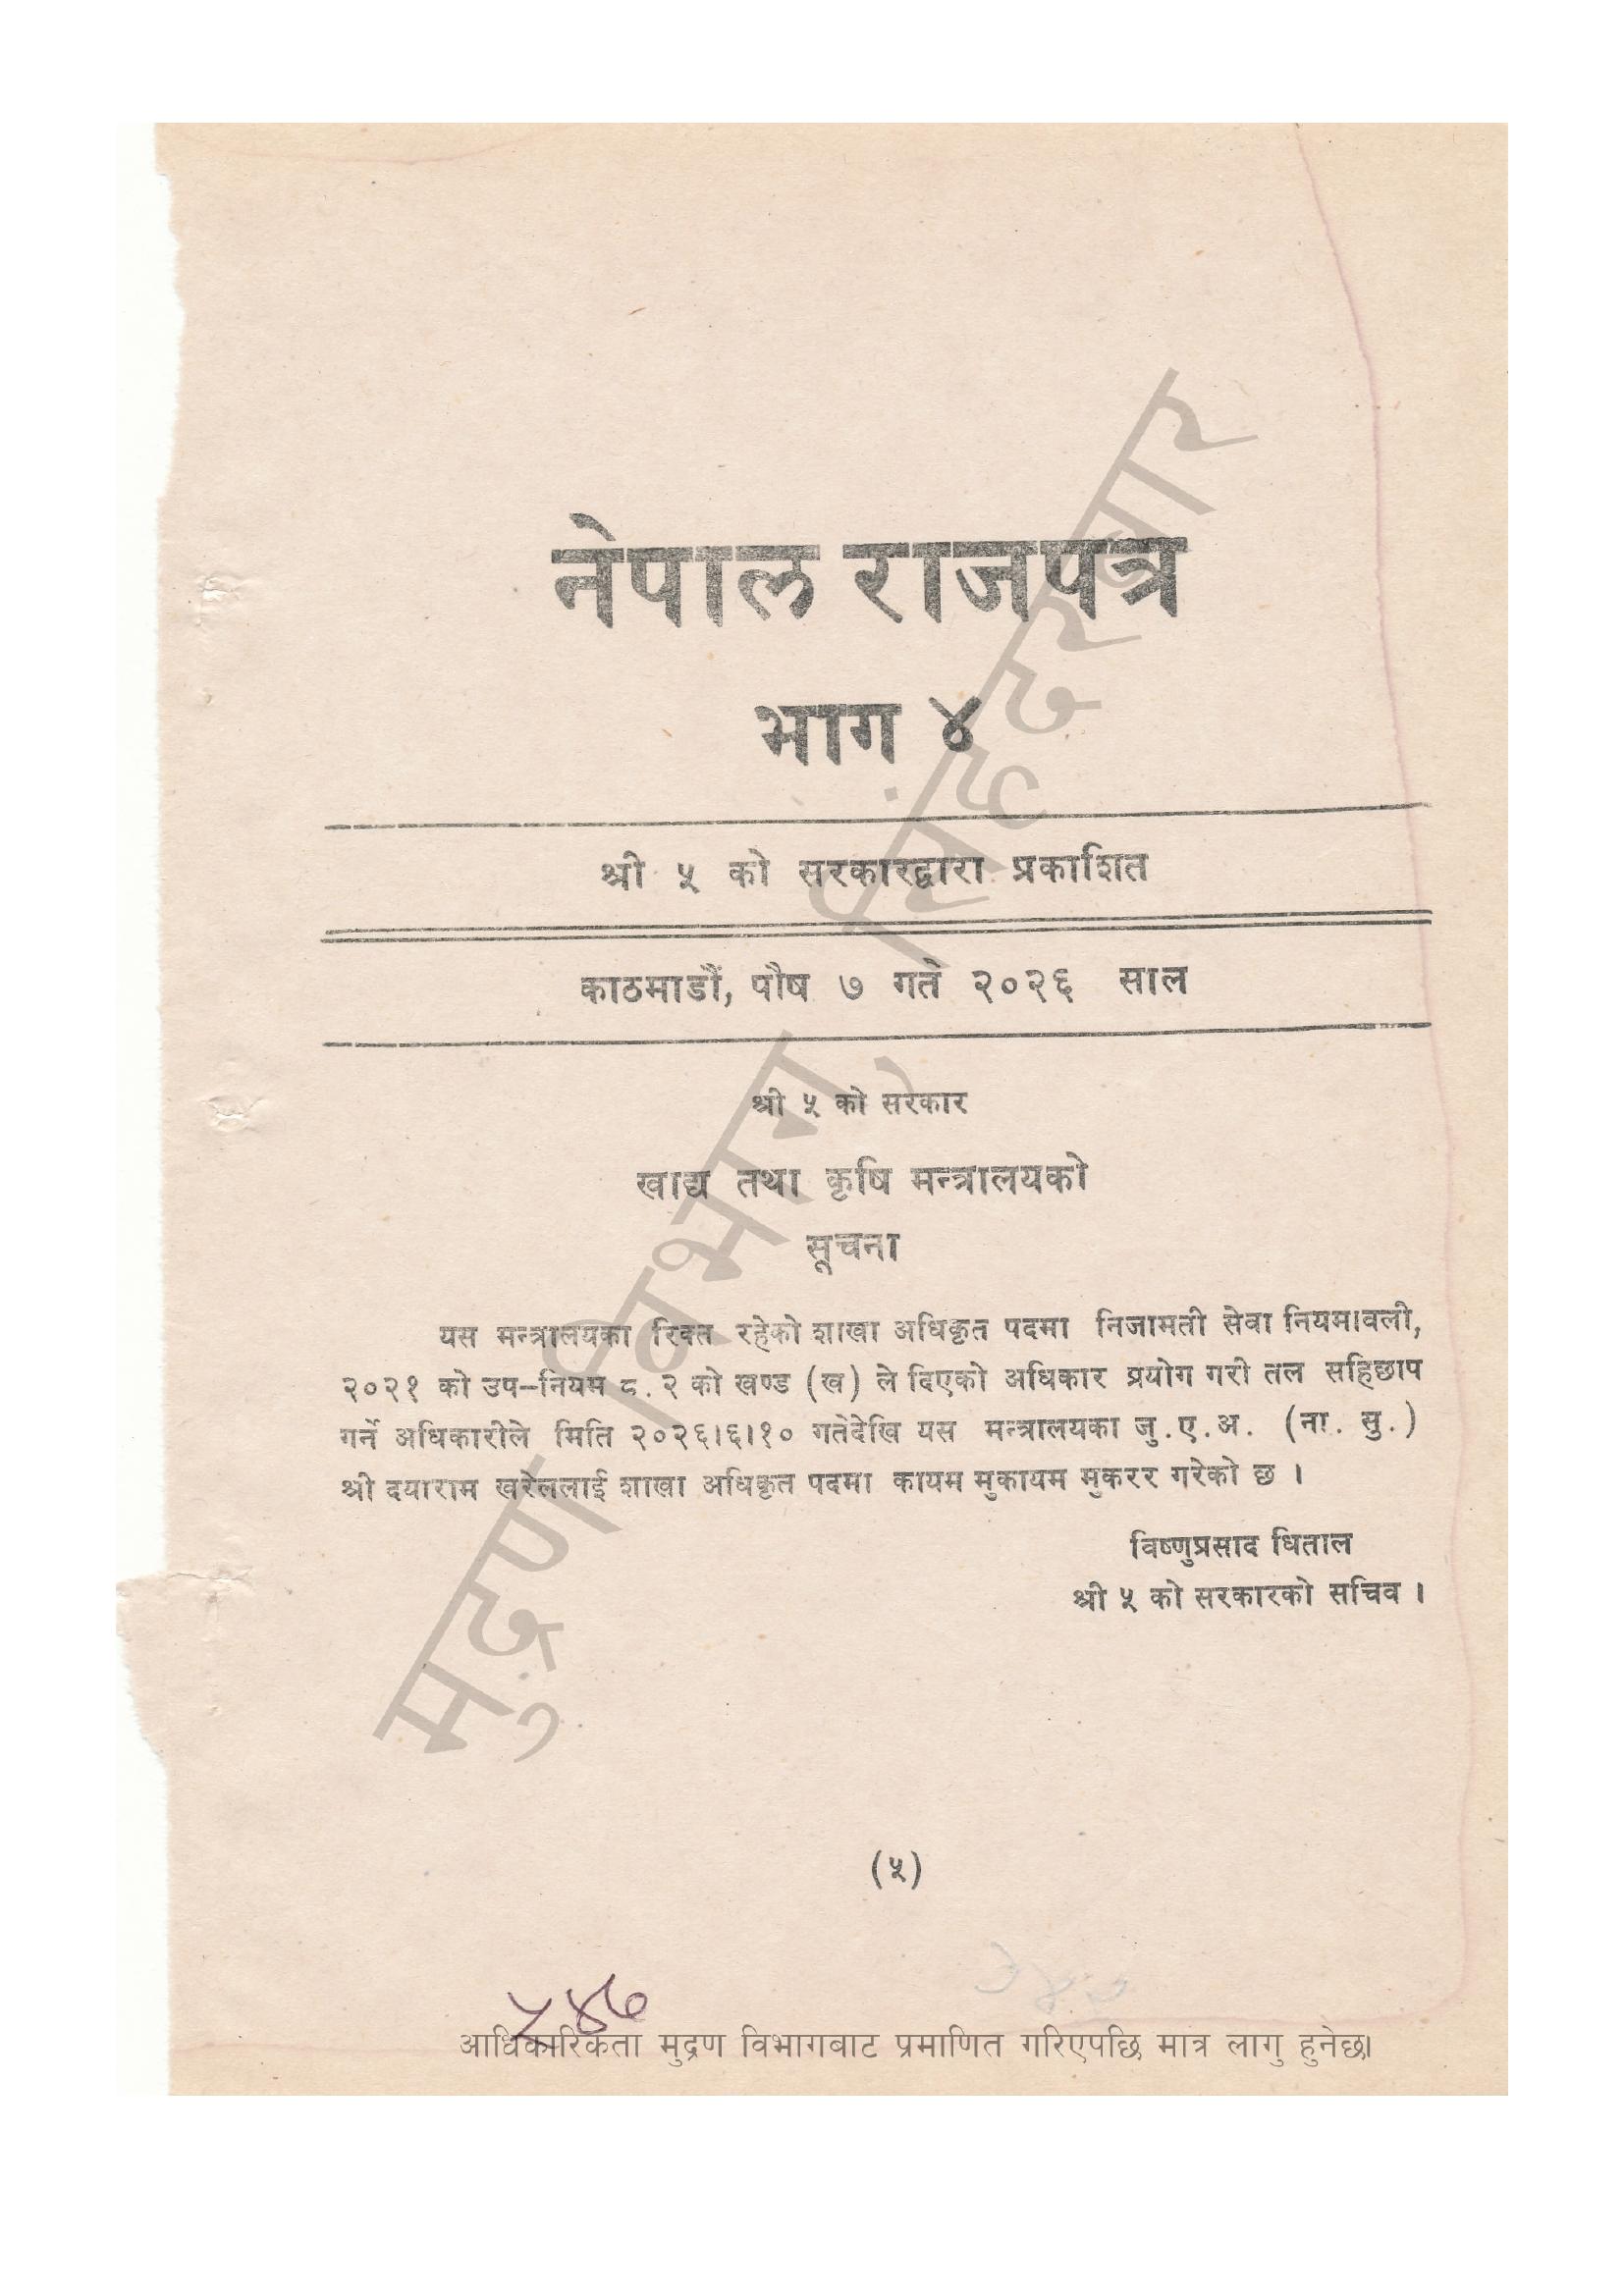 नेपाल राजपत्र
भाग ४
श्री ५ को सरकारद्वारा प्रकाशित
काठमाडौं, पौष ७ गते २०२६ साल
श्री ५ को सरकार
खाद्य तथा कृषि मन्त्रालयको
सूचना
यस मन्त्रालयका रिक्त रहेको शाखा अधिकृत पदमा निजामती सेवा नियमावली,
२०२१ को उप-नियम ८.२ को खण्ड (ख) ले दिएको अधिकार प्रयोग गरी तल सहिछाप
गर्ने अधिकारीले मिति २०२६।६।१० गतेदेखि यस मन्त्रालयका जु.ए.अ. (ना. सु.)
श्री दयाराम खरेललाई शाखा अधिकृत पदमा कायम मुकायम मुकरर गरेको छ ।
विष्णुप्रसाद धिताल
श्री ५ को सरकारको सचिव ।
(५)
आधिकारिकता मुद्रण विभागबाट प्रमाणित गरिएपछि मात्र लागु हुनेछ।
मुद्रण विभाग, सिंहदरबार